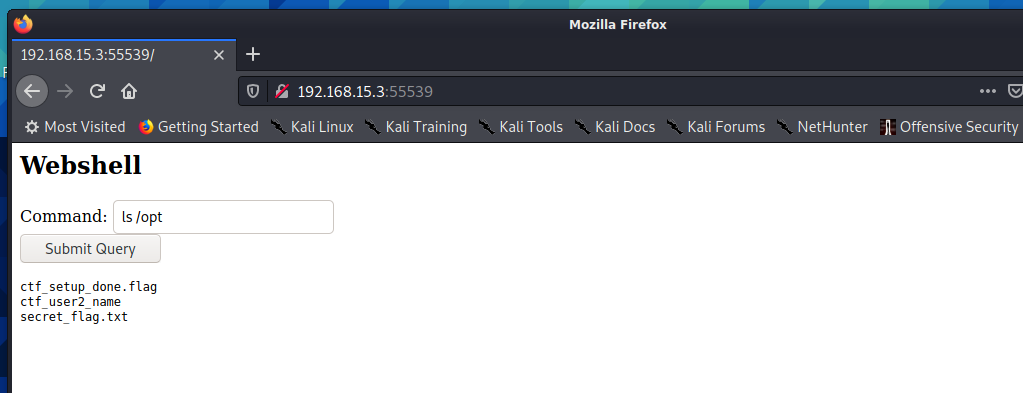 Mozilla Firefox
192.168.15.3:55539/
192.168.15.3:55539
Most Visited Getting Started Kali Linux Kali Training Kali Tools Kali Docs Kali Forums NetHunter Offensive Security
Webshell
Command: ls /opt
Submit Query
ctf_setup_done.flag
ctf_user2_name
secret_flag.txt